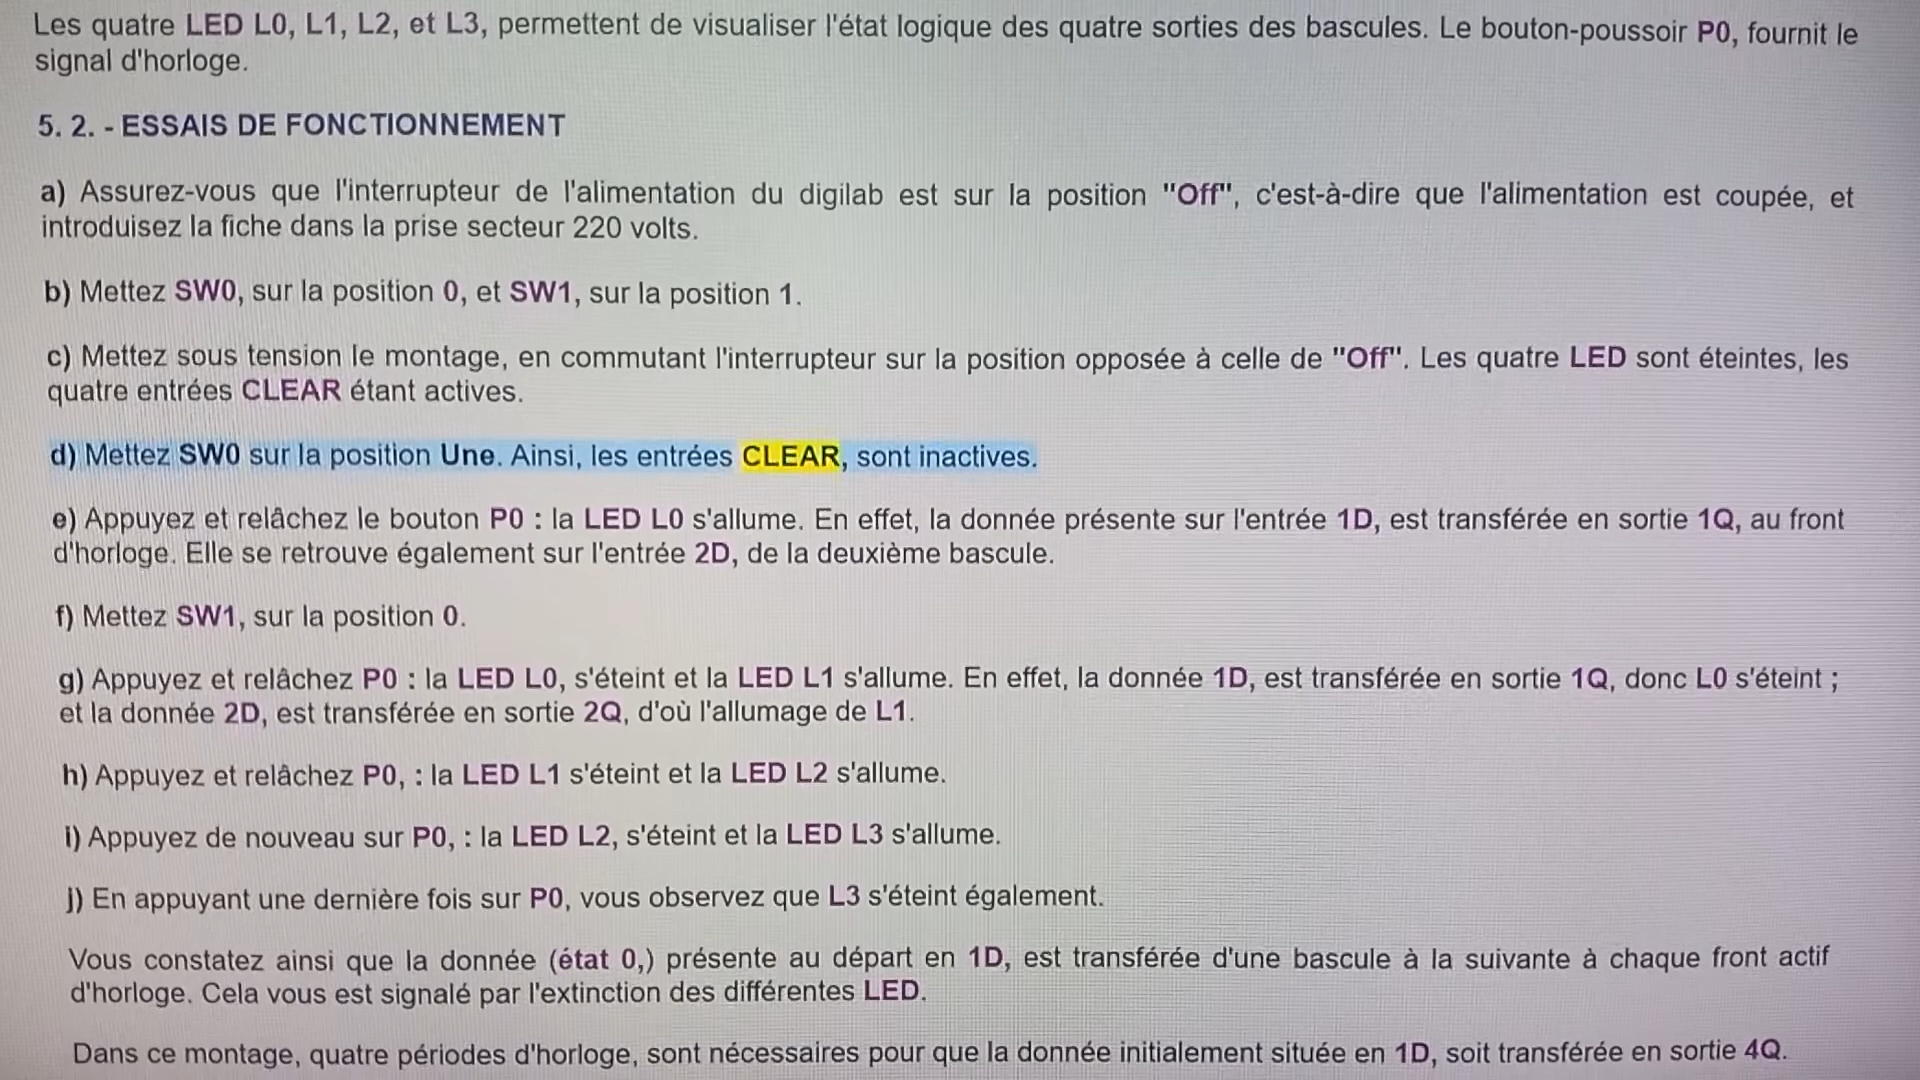 Les quatre LED L0, L1, L2, et L3, permettent de visualiser l'état logique des quatre sorties des bascules. Le bouton-poussoir P0, fournit le
signal d'horloge.
5. 2. - ESSAIS DE FONCTIONNEMENT
a) Assurez-vous que l'interrupteur de l'alimentation du digilab est sur la position "Off", c'est-à-dire que l'alimentation est coupée, et
introduisez la fiche dans la prise secteur 220 volts.
b) Mettez SW0, sur la position 0, et SW1, sur la position 1.
c) Mettez sous tension le montage, en commutant l'interrupteur sur la position opposée à celle de "Off". Les quatre LED sont éteintes, les
quatre entrées CLEAR étant actives.
d) Mettez SW0 sur la position Une. Ainsi, les entrées CLEAR, sont inactives.
e) Appuyez et relâchez le bouton P0 : la LED L0 s'allume. En effet, la donnée présente sur l'entrée 1D, est transférée en sortie 1Q, au front
d'horloge. Elle se retrouve également sur l'entrée 2D, de la deuxième bascule.
f) Mettez SW1, sur la position 0.
g) Appuyez et relâchez P0 : la LED L0, s'éteint et la LED L1 s'allume. En effet, la donnée 1D, est transférée en sortie 1Q, donc L0 s'éteint ;
et la donnée 2D, est transférée en sortie 2Q, d'où l'allumage de L1.
h) Appuyez et relâchez P0, : la LED L1 s'éteint et la LED L2 s'allume.
i) Appuyez de nouveau sur P0, : la LED L2, s'éteint et la LED L3 s'allume.
j) En appuyant une dernière fois sur P0, vous observez que L3 s'éteint également.
Vous constatez ainsi que la donnée (état 0,) présente au départ en 1D, est transférée d'une bascule à la suivante à chaque front actif
d'horloge. Cela vous est signalé par l'extinction des différentes LED.
Dans ce montage, quatre périodes d'horloge, sont nécessaires pour que la donnée initialement située en 1D, soit transférée en sortie 4Q.